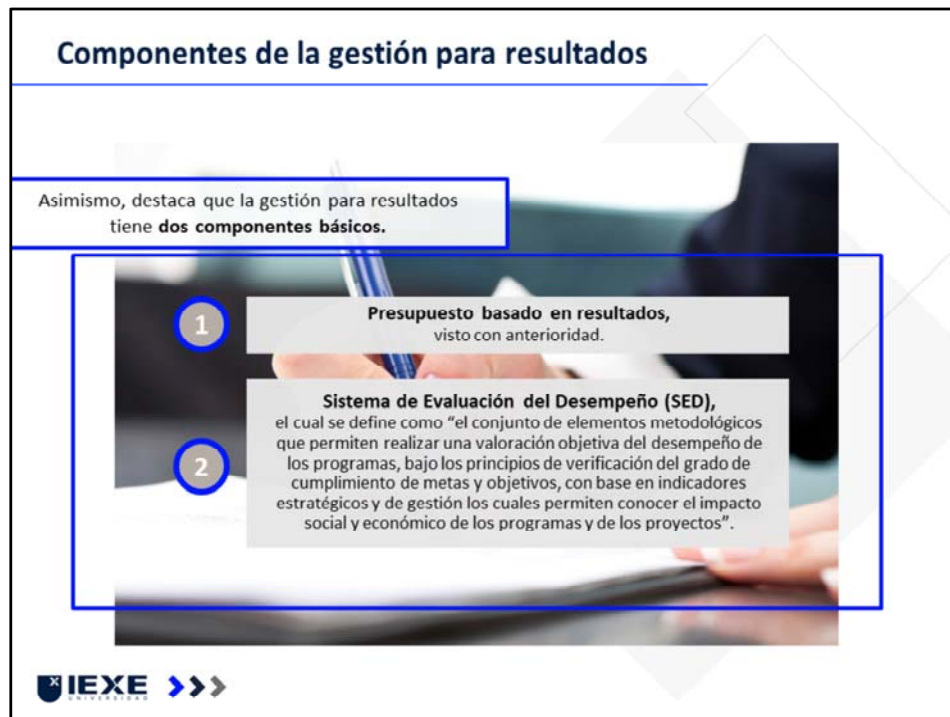 Componentes de la gestión para resultados
Asimismo, destaca que la gestión para resultados
tiene dos componentes básicos.
1
Presupuesto basado en resultados,
visto con anterioridad.
2
Sistema de Evaluación del Desempeño (SED),
el cual se define como “el conjunto de elementos metodológicos
que permiten realizar una valoración objetiva del desempeño de
los programas, bajo los principios de verificación del grado de
cumplimiento de metas y objetivos, con base en indicadores
estratégicos y de gestión los cuales permiten conocer el impacto
social y económico de los programas y de los proyectos”.
IEXE
UNIVERSIDAD